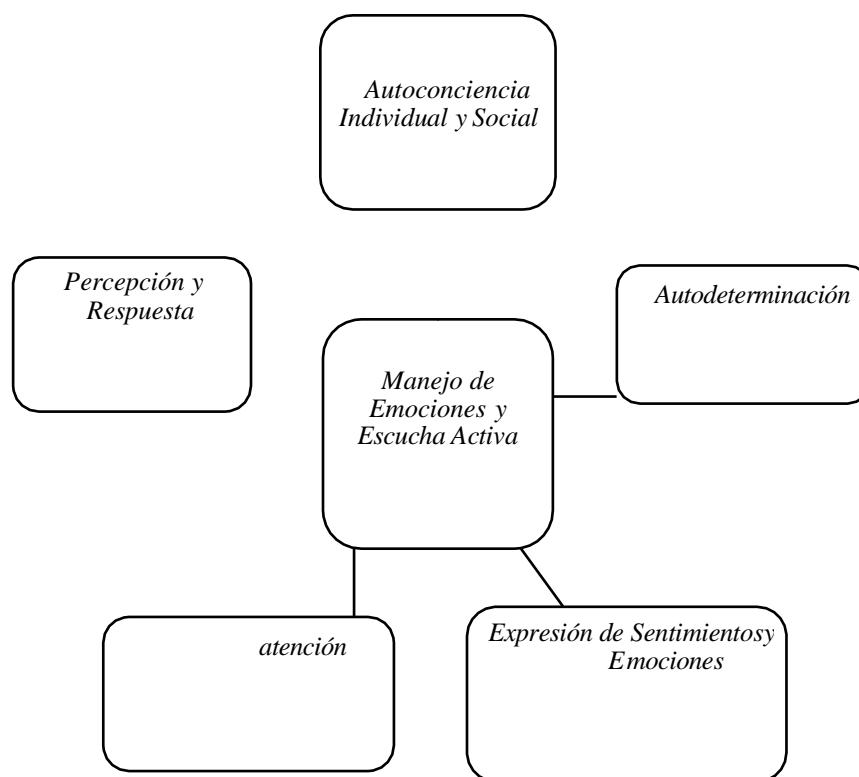 Autoconciencia
Individual y Social
Percepción y
Respuesta
Autodeterminación
Manejo de
Emociones y
Escucha Activa
atención
Expresión de Sentimientosy
Emociones